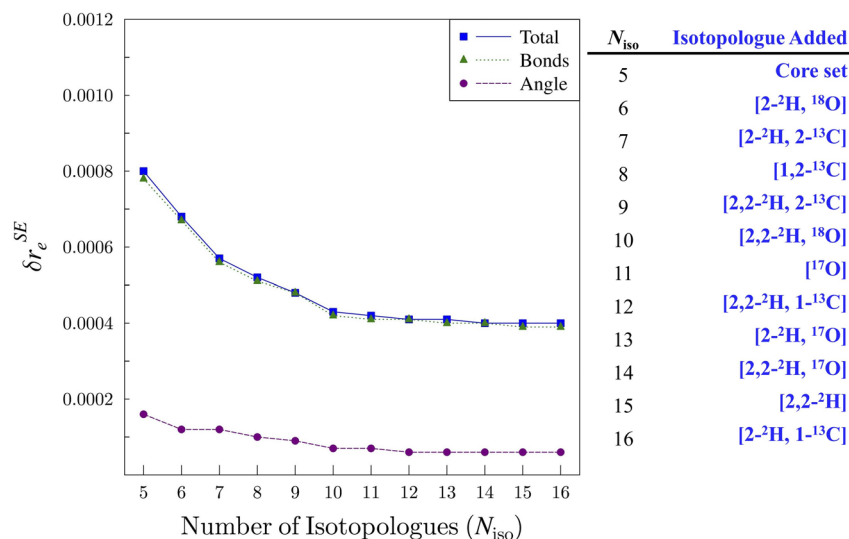 0.0012
0.0010
0.0008
0.0006
0.0004
0.0002
δrₑˢᴱ
Total
Bonds
Angle
5 6 7 8 9 10 11 12 13 14 15 16
Number of Isotopologues (Nᵢₛₒ)
Nᵢₛₒ Isotopologue Added
5 Core set
6 [2-²H, ¹⁸O]
7 [2-²H, 2-¹³C]
8 [1,2-¹³C]
9 [2,2-²H, 2-¹³C]
10 [2,2-²H, ¹⁸O]
11 [¹⁷O]
12 [2,2-²H, 1-¹³C]
13 [2-²H, ¹⁷O]
14 [2,2-²H, ¹⁷O]
15 [2,2-²H]
16 [2-²H, 1-¹³C]